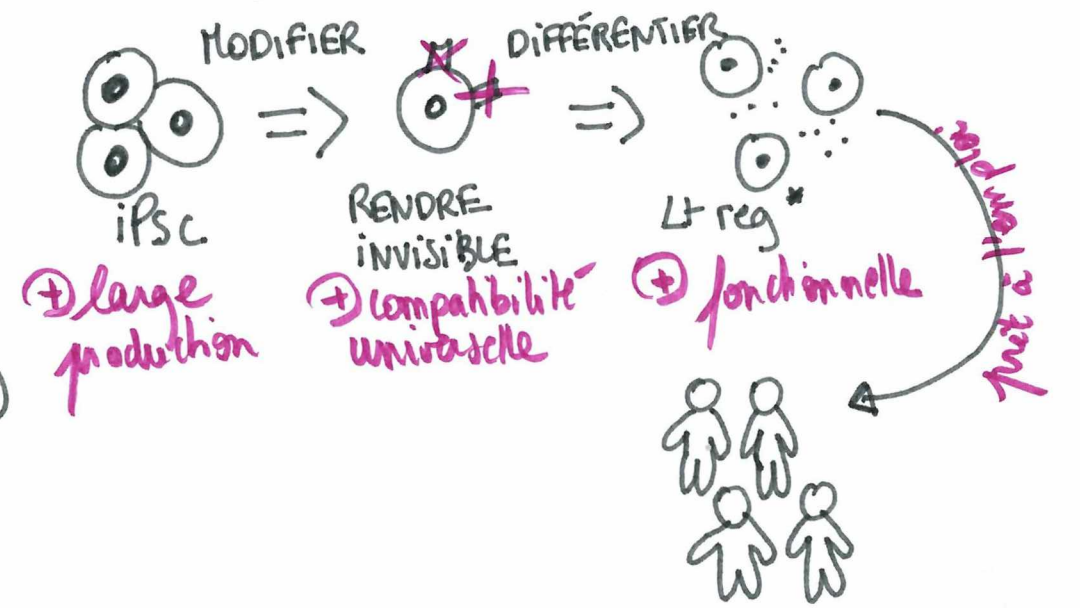 MODIFIER
DIFFÉRENTIER
iPSC
RENDRE
INVISIBLE
Lt reg *
⊕ large
production
⊕ compatibilité
universelle
⊕ fonctionnelle
prêt à l'emploi